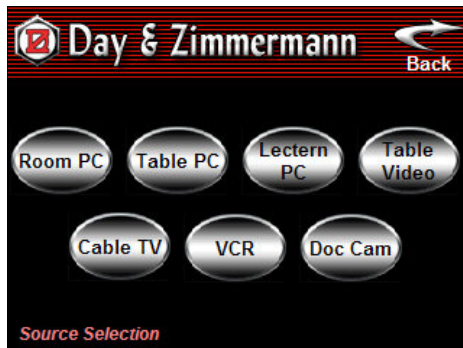 Day & Zimmermann
Back
Room PC
Table PC
Lectern
PC
Table
Video
Cable TV
VCR
Doc Cam
Source Selection